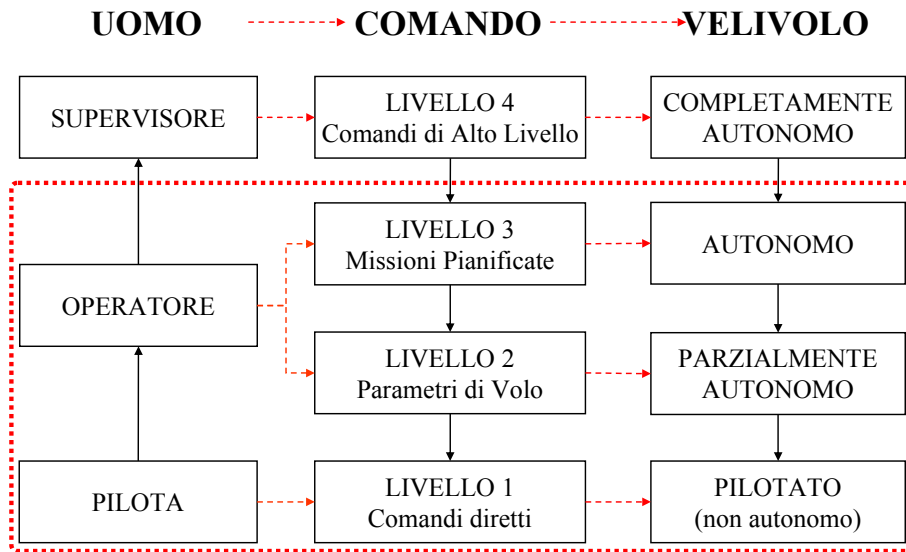 UOMO COMANDO VELIVOLO
SUPERVISORE
LIVELLO 4
Comandi di Alto Livello
COMPLETAMENTE
AUTONOMO
OPERATORE
LIVELLO 3
Missioni Pianificate
AUTONOMO
LIVELLO 2
Parametri di Volo
PARZIALMENTE
AUTONOMO
PILOTA
LIVELLO 1
Comandi diretti
PILOTATO
(non autonomo)